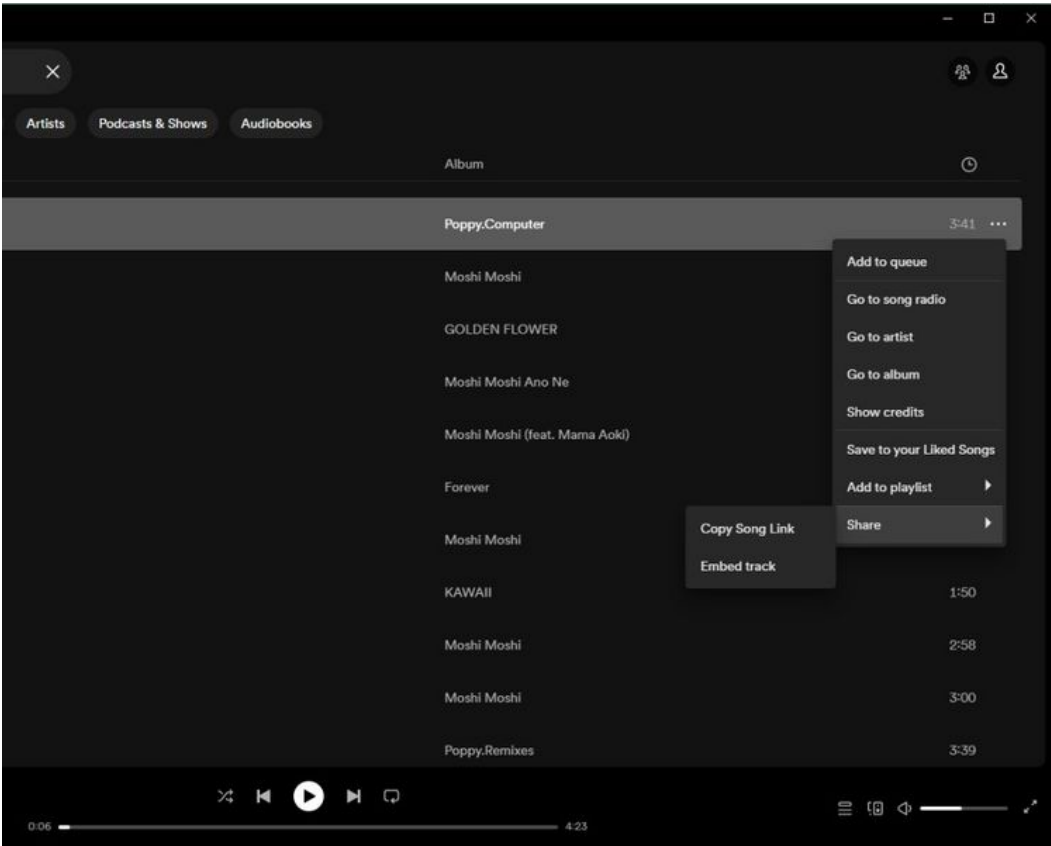 Artists Podcasts & Shows Audiobooks
Album
Poppy.Computer 3:41
Moshi Moshi
GOLDEN FLOWER
Moshi Moshi Ano Ne
Moshi Moshi (feat. Mama Aoki)
Forever
Moshi Moshi
KAWAII 1:50
Moshi Moshi 2:58
Moshi Moshi 3:00
Poppy.Remixes 3:39
Add to queue
Go to song radio
Go to artist
Go to album
Show credits
Save to your Liked Songs
Add to playlist
Share
Copy Song Link
Embed track
0:06 4:23